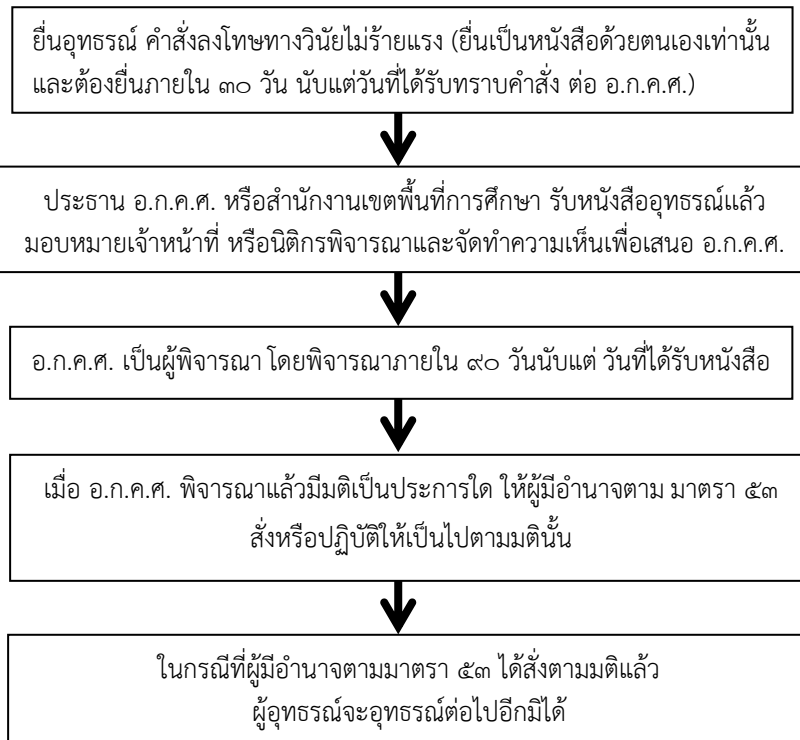 ยื่นอุทธรณ์ คำสั่งลงโทษทางวินัยไม่ร้ายแรง (ยื่นเป็นหนังสือด้วยตนเองเท่านั้น
และต้องยื่นภายใน ๓๐ วัน นับแต่วันที่ได้รับทราบคำสั่ง ต่อ อ.ก.ค.ศ.)
ประธาน อ.ก.ค.ศ. หรือสำนักงานเขตพื้นที่การศึกษา รับหนังสืออุทธรณ์แล้ว
มอบหมายเจ้าหน้าที่ หรือนิติกรพิจารณาและจัดทำความเห็นเพื่อเสนอ อ.ก.ค.ศ.
อ.ก.ค.ศ. เป็นผู้พิจารณา โดยพิจารณาภายใน ๙๐ วันนับแต่ วันที่ได้รับหนังสือ
เมื่อ อ.ก.ค.ศ. พิจารณาแล้วมีมติเป็นประการใด ให้ผู้มีอำนาจตาม มาตรา ๕๓
สั่งหรือปฏิบัติให้เป็นไปตามมตินั้น
ในกรณีที่ผู้มีอำนาจตามมาตรา ๕๓ ได้สั่งตามมติแล้ว
ผู้อุทธรณ์จะอุทธรณ์ต่อไปอีกมิได้